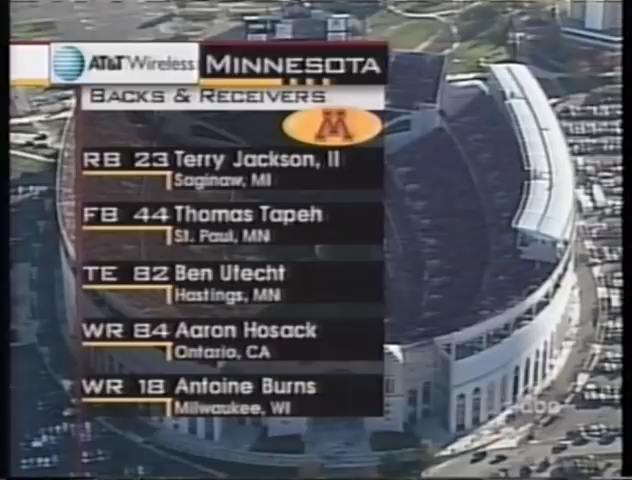 AT&T Wireless MINNESOTA
BACKS & RECEIVERS
M
RB 23 Terry Jackson, II
Saginaw, MI
FB 44 Thomas Tapeh
St. Paul, MN
TE 82 Ben Utecht
Hastings, MN
WR 84 Aaron Hosack
Ontario, CA
WR 18 Antoine Burns
Milwaukee, WI
abc